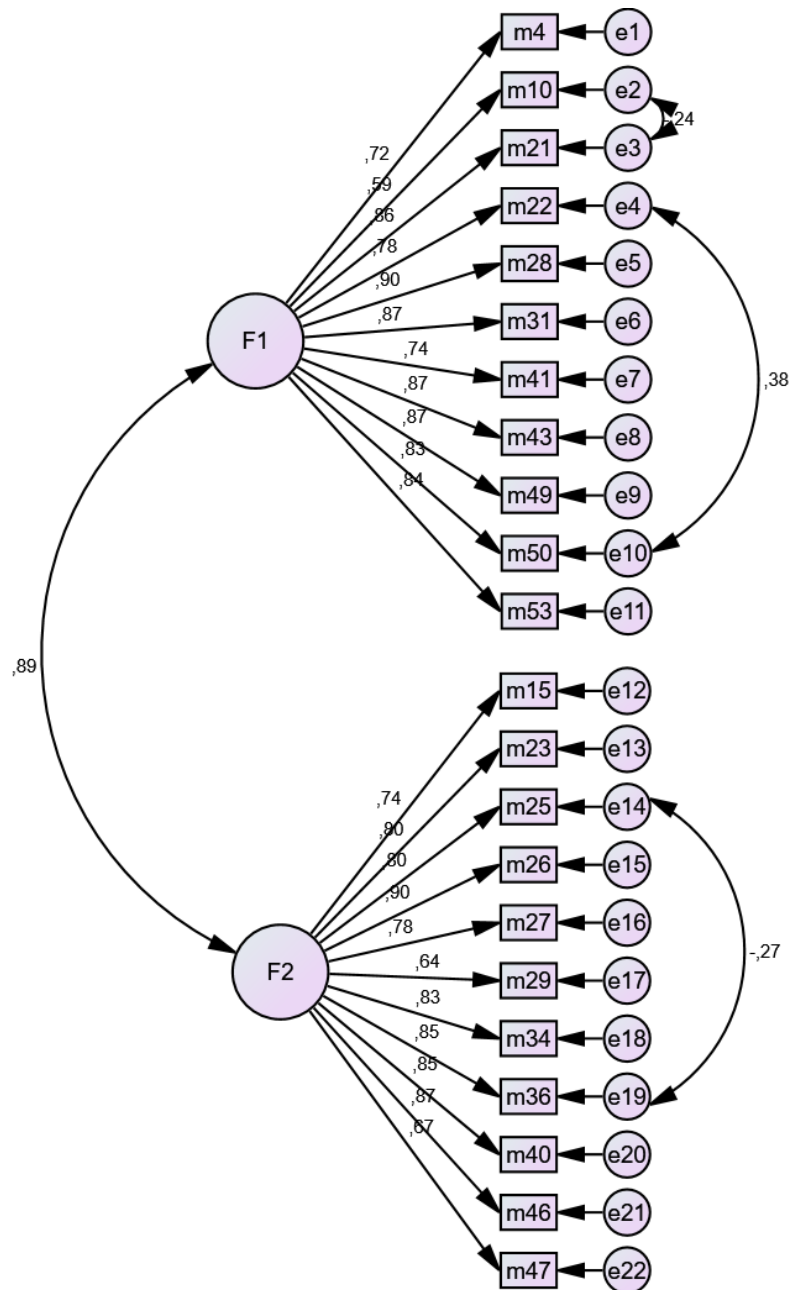 m4 e1
m10 e2
-,24
m21 e3
,72
,59
m22 e4
,86
,78
m28 e5
,90
,87
m31 e6
F1
,74
m41 e7
,38
,87
m43 e8
,87
,83
,84
m49 e9
m50 e10
m53 e11
,89
m15 e12
m23 e13
,74
m25 e14
,80
,80
m26 e15
,90
m27 e16
,78
-,27
,64
F2
m29 e17
,83
m34 e18
,85
,85
m36 e19
,87
,67
m40 e20
m46 e21
m47 e22